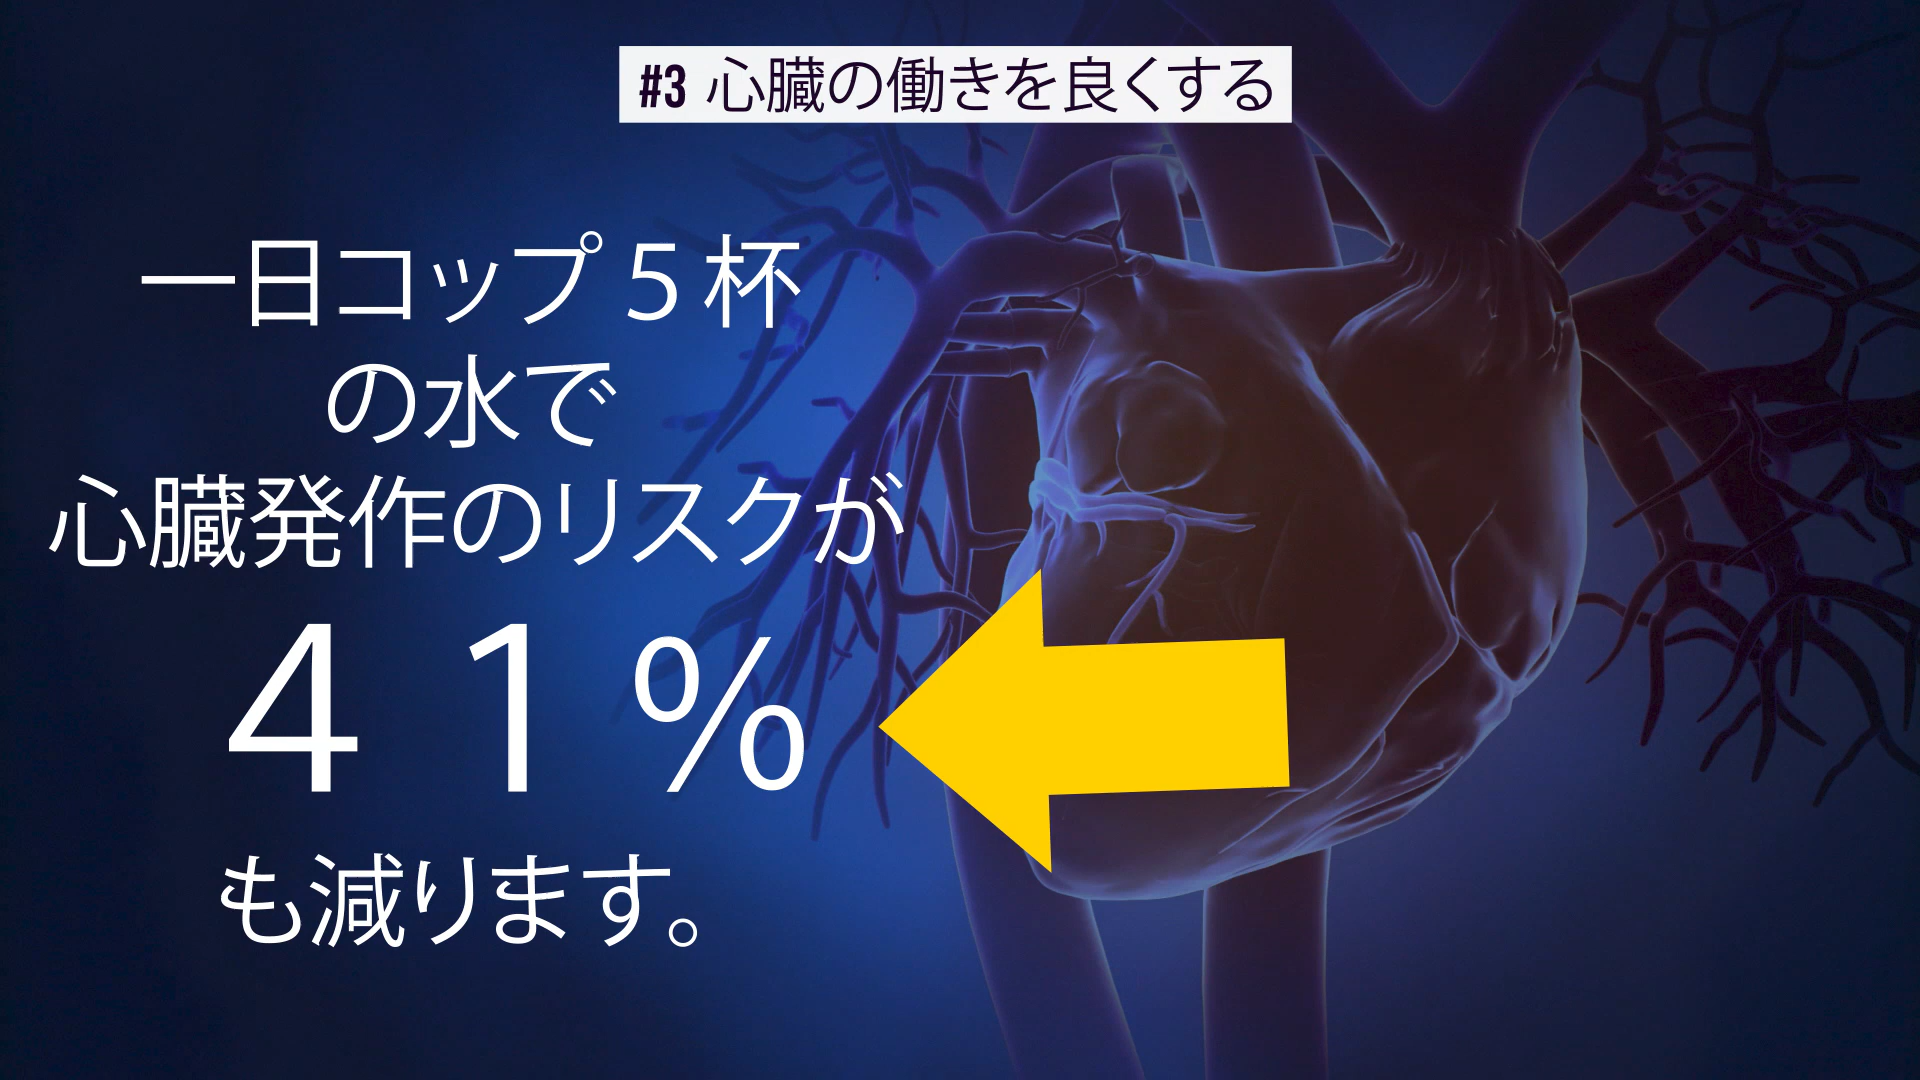 #3 心臓の働きを良くする
一日コップ５杯
の水で
心臓発作のリスクが
４１％
も減ります。